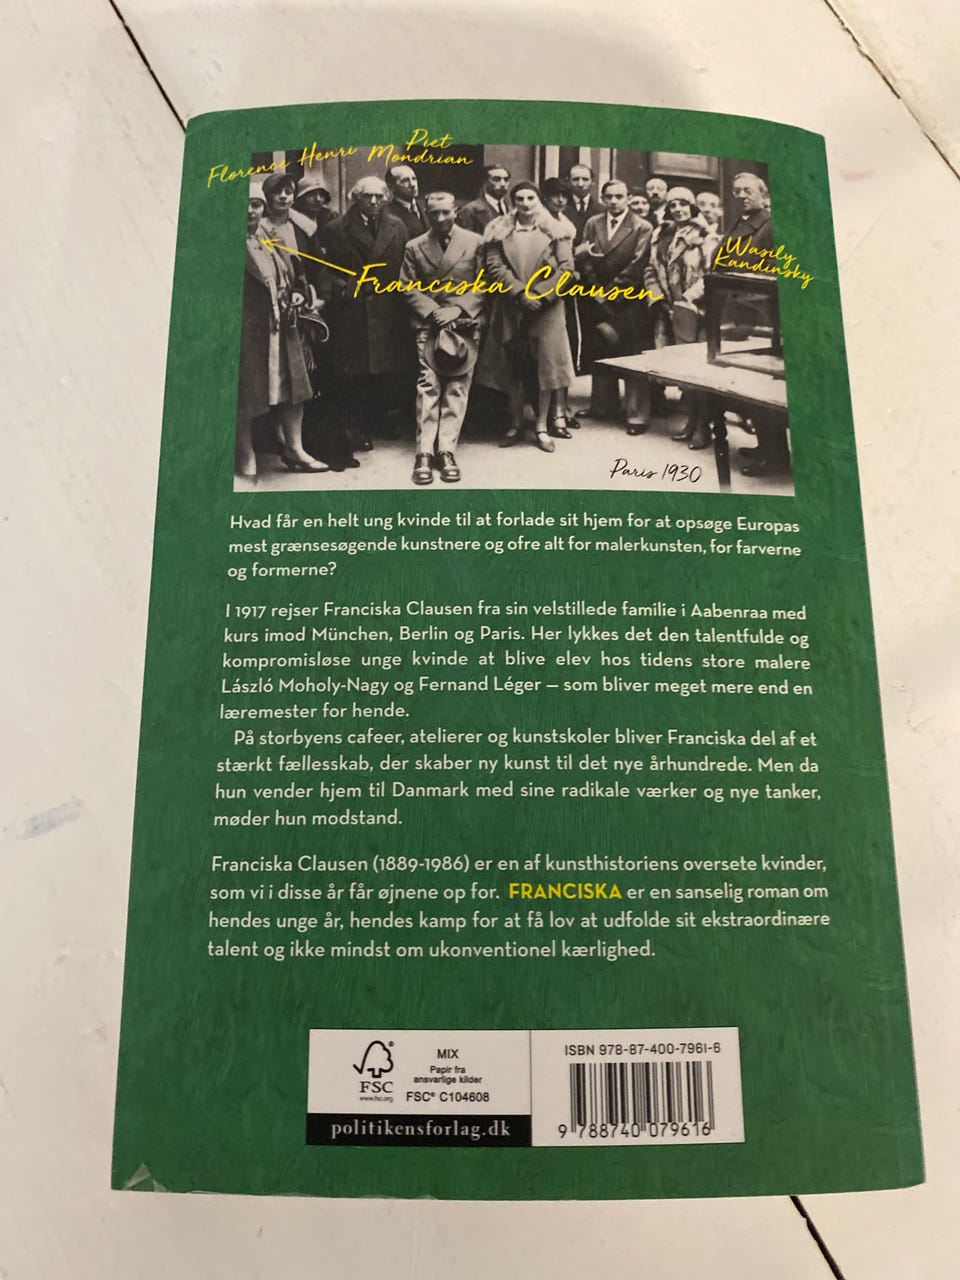 Florence Henri
Piet
Mondrian
Franciska Clausen
Wasily
Kandinsky
Paris 1930
Hvad får en helt ung kvinde til at forlade sit hjem for at opsøge Europas
mest grænsesøgende kunstnere og ofre alt for malerkunsten, for farverne
og formerne?
I 1917 rejser Franciska Clausen fra sin velstillede familie i Aabenraa med
kurs imod München, Berlin og Paris. Her lykkes det den talentfulde og
kompromisløse unge kvinde at blive elev hos tidens store malere
László Moholy-Nagy og Fernand Léger – som bliver meget mere end en
læremester for hende.
På storbyens cafeer, atelierer og kunstskoler bliver Franciska del af et
stærkt fællesskab, der skaber ny kunst til det nye århundrede. Men da
hun vender hjem til Danmark med sine radikale værker og nye tanker,
møder hun modstand.
Franciska Clausen (1889-1986) er en af kunsthistoriens oversete kvinder,
som vi i disse år får øjnene op for. FRANCISKA er en sanselig roman om
hendes unge år, hendes kamp for at få lov at udfolde sit ekstraordinære
talent og ikke mindst om ukonventionel kærlighed.
FSC
www.fsc.org
MIX
Papir fra
ansvarlige kilder
FSC® C104608
politikensforlag.dk
ISBN 978-87-400-7961-6
9 788740 079616